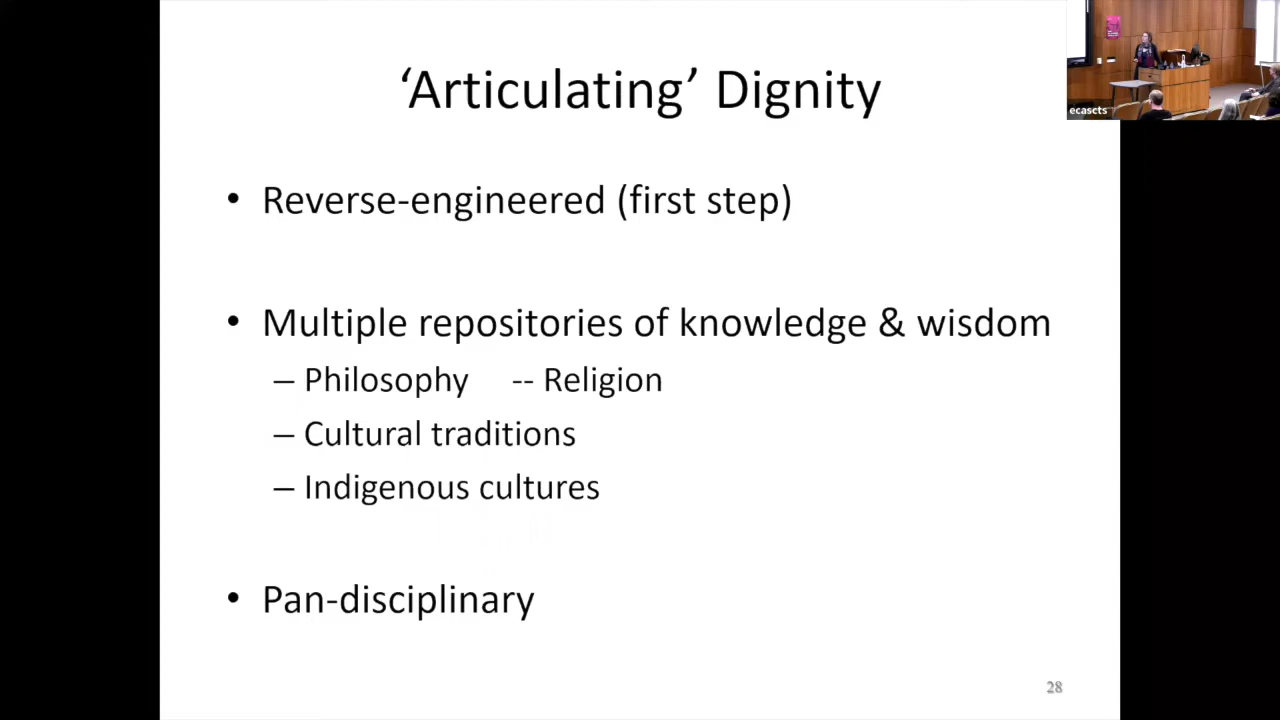 ‘Articulating’ Dignity
ecascts
• Reverse-engineered (first step)
• Multiple repositories of knowledge & wisdom
– Philosophy -- Religion
– Cultural traditions
– Indigenous cultures
• Pan-disciplinary
28